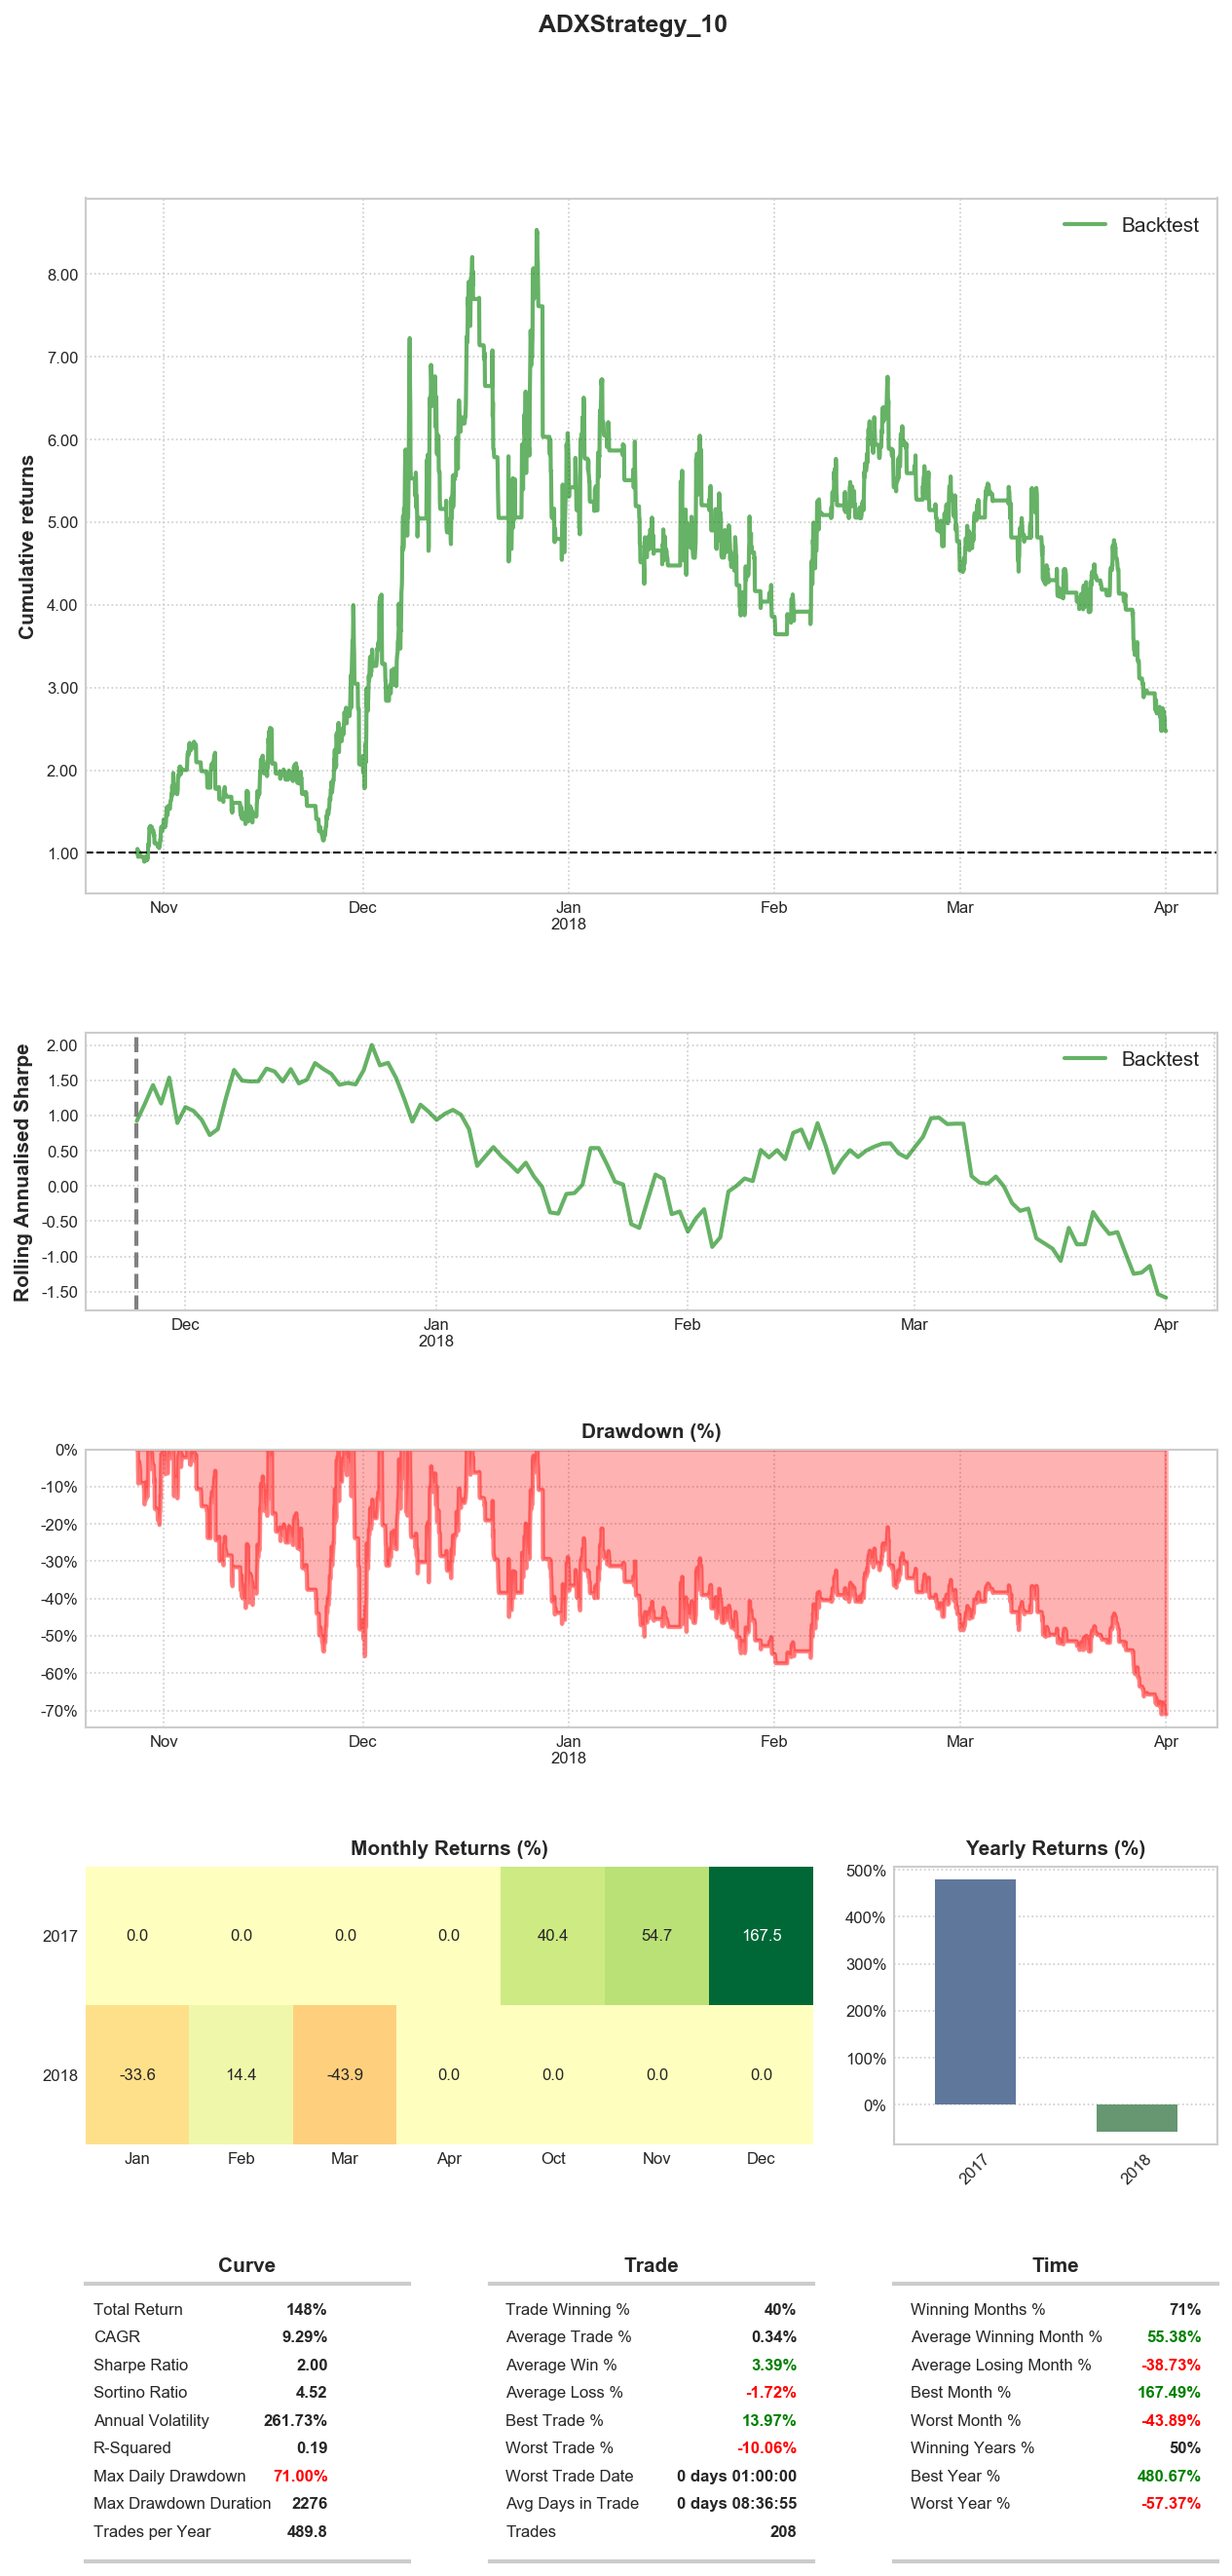 ADXStrategy_10
Backtest
Cumulative returns
8.00
7.00
6.00
5.00
4.00
3.00
2.00
1.00
Nov Dec Jan Feb Mar Apr
2018
Backtest
Rolling Annualised Sharpe
2.00
1.50
1.00
0.50
0.00
-0.50
-1.00
-1.50
Dec Jan Feb Mar Apr
2018
Drawdown (%)
0%
-10%
-20%
-30%
-40%
-50%
-60%
-70%
Nov Dec Jan Feb Mar Apr
2018
Monthly Returns (%)
2017 0.0 0.0 0.0 0.0 40.4 54.7 167.5
2018 -33.6 14.4 -43.9 0.0 0.0 0.0 0.0
Jan Feb Mar Apr Oct Nov Dec
Yearly Returns (%)
500%
400%
300%
200%
100%
0%
2017 2018
Curve
Total Return 148%
CAGR 9.29%
Sharpe Ratio 2.00
Sortino Ratio 4.52
Annual Volatility 261.73%
R-Squared 0.19
Max Daily Drawdown 71.00%
Max Drawdown Duration 2276
Trades per Year 489.8
Trade
Trade Winning % 40%
Average Trade % 0.34%
Average Win % 3.39%
Average Loss % -1.72%
Best Trade % 13.97%
Worst Trade % -10.06%
Worst Trade Date 0 days 01:00:00
Avg Days in Trade 0 days 08:36:55
Trades 208
Time
Winning Months % 71%
Average Winning Month % 55.38%
Average Losing Month % -38.73%
Best Month % 167.49%
Worst Month % -43.89%
Winning Years % 50%
Best Year % 480.67%
Worst Year % -57.37%